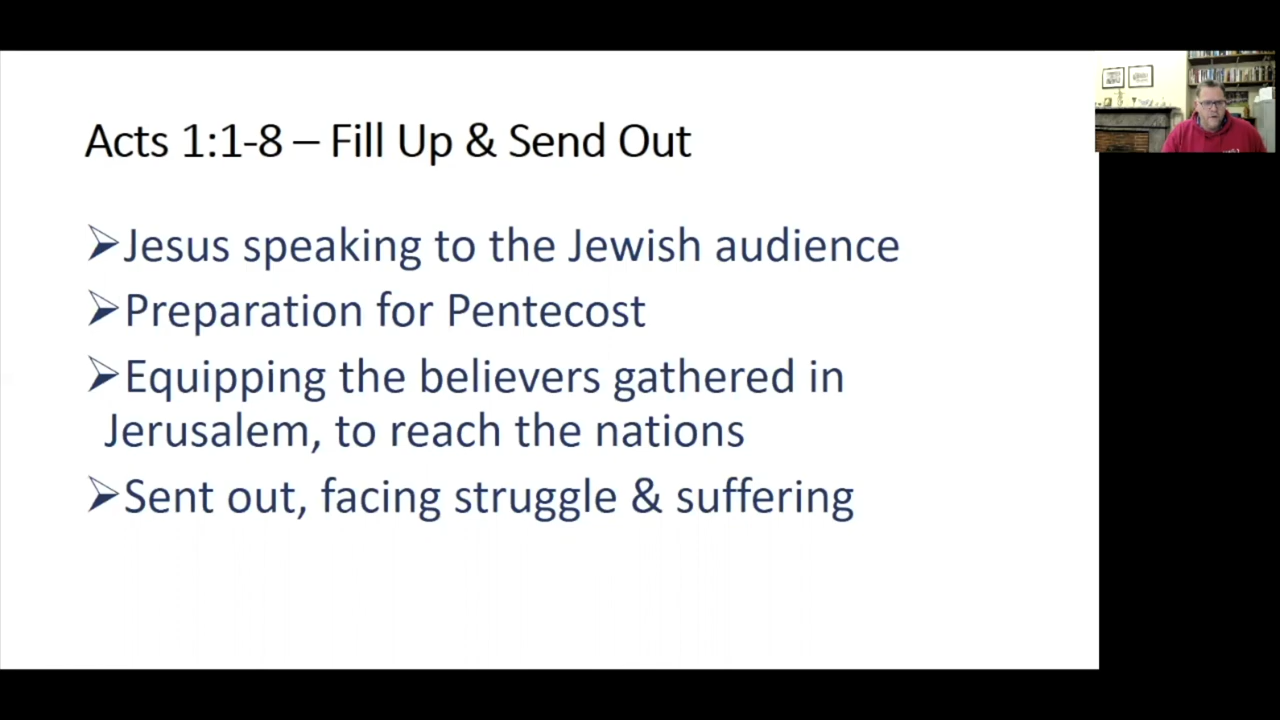 Acts 1:1-8 – Fill Up & Send Out
➢Jesus speaking to the Jewish audience
➢Preparation for Pentecost
➢Equipping the believers gathered in
Jerusalem, to reach the nations
➢Sent out, facing struggle & suffering